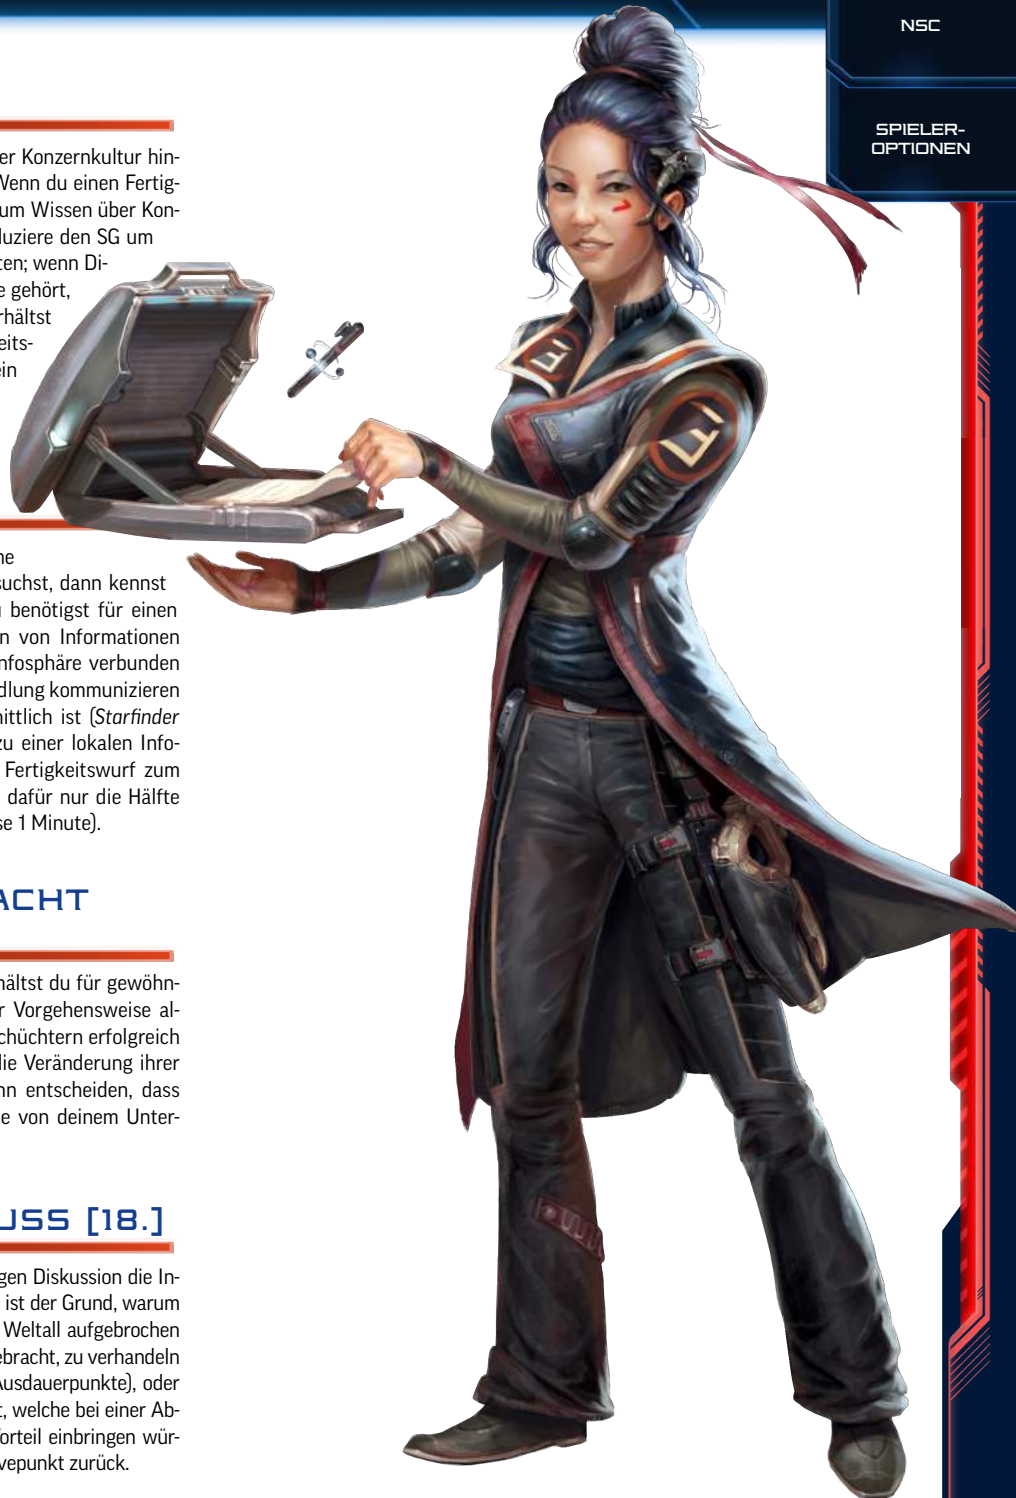 NSC
SPIELER-
OPTIONEN
er Konzernkultur hin-
Wenn du einen Fertig-
um Wissen über Kon-
duziere den SG um
ten; wenn Di-
e gehört,
rhältst
eits-
ein
ne
suchst, dann kennst
u benötigst für einen
n von Informationen
nfosphäre verbunden
dlung kommunizieren
nittlich ist (Starfinder
zu einer lokalen Info-
Fertigkeitswurf zum
dafür nur die Hälfte
se 1 Minute).
ACHT
hältst du für gewöhn-
r Vorgehensweise al-
schüchtern erfolgreich
die Veränderung ihrer
nn entscheiden, dass
e von deinem Unter-
USS [18.]
gen Diskussion die In-
ist der Grund, warum
Weltall aufgebrochen
ebracht, zu verhandeln
Ausdauerpunkte), oder
t, welche bei einer Ab-
orteil einbringen wür-
vepunkt zurück.